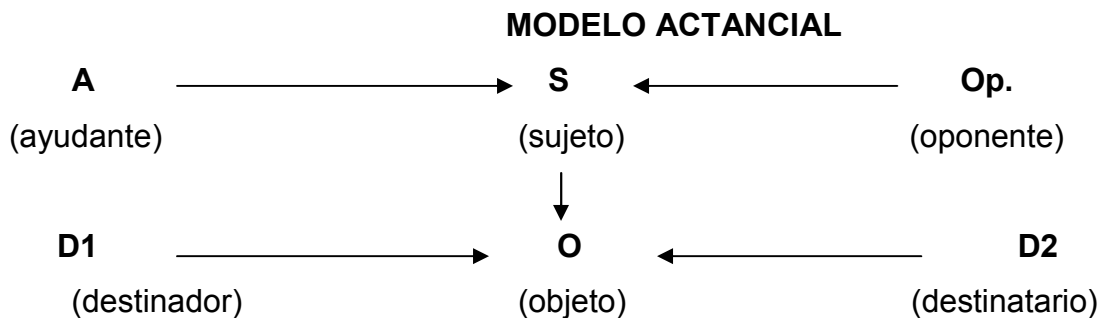 MODELO ACTANCIAL
A S Op.
(ayudante) (sujeto) (oponente)
D1 O D2
(destinador) (objeto) (destinatario)